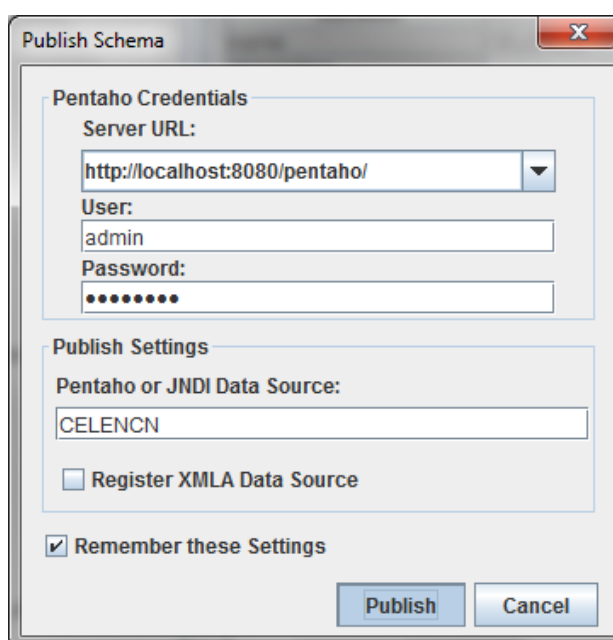 Publish Schema
Pentaho Credentials
Server URL:
http://localhost:8080/pentaho/
User:
admin
Password:
••••••••
Publish Settings
Pentaho or JNDI Data Source:
CELENCN
Register XMLA Data Source
Remember these Settings
Publish Cancel